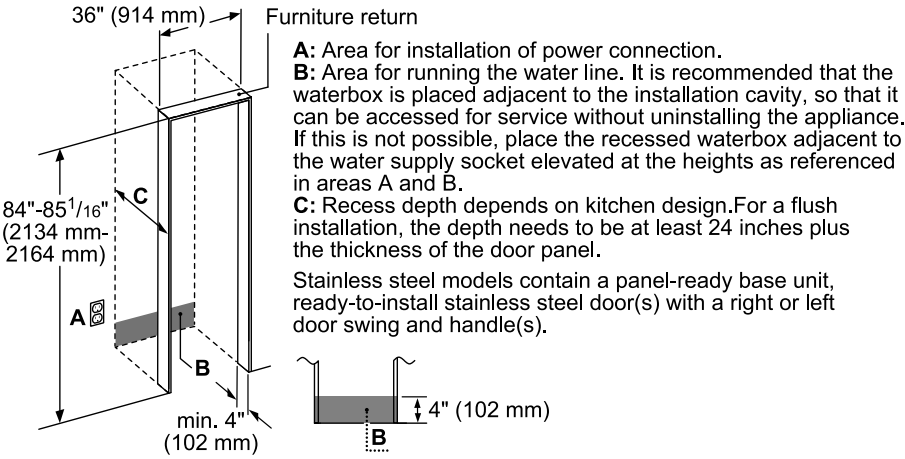 36" (914 mm)
Furniture return
A: Area for installation of power connection.
B: Area for running the water line. It is recommended that the
waterbox is placed adjacent to the installation cavity, so that it
can be accessed for service without uninstalling the appliance.
If this is not possible, place the recessed waterbox adjacent to
the water supply socket elevated at the heights as referenced
in areas A and B.
C: Recess depth depends on kitchen design.For a flush
installation, the depth needs to be at least 24 inches plus
the thickness of the door panel.
Stainless steel models contain a panel-ready base unit,
ready-to-install stainless steel door(s) with a right or left
door swing and handle(s).
C
84"-85 1/16"
(2134 mm-
2164 mm)
A
B
min. 4"
(102 mm)
4" (102 mm)
B